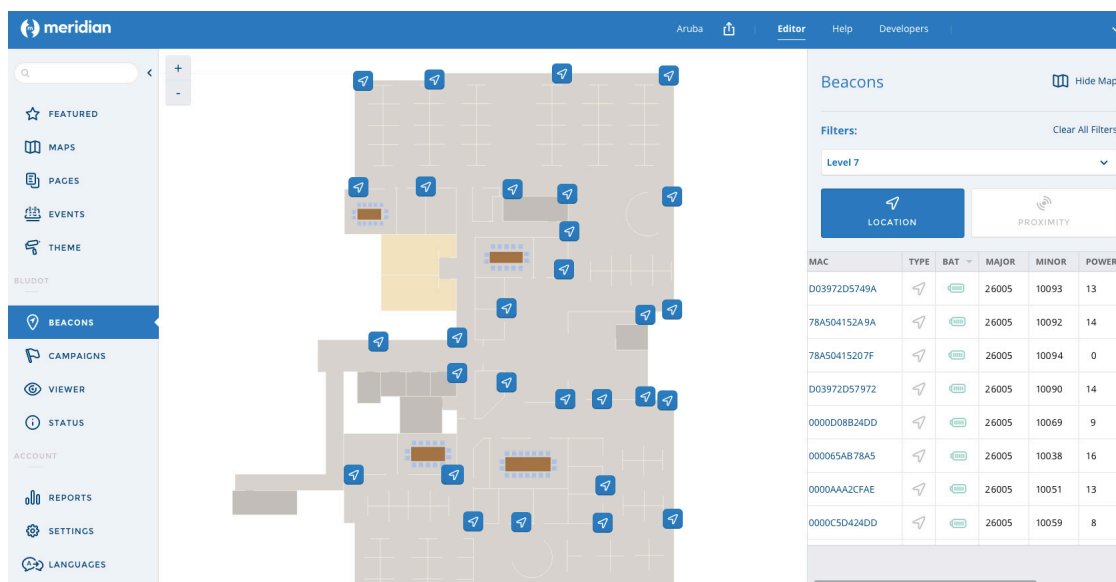 meridian
Aruba Editor Help Developers
+
-
FEATURED
MAPS
PAGES
EVENTS
THEME
BLUDOT
BEACONS
CAMPAIGNS
VIEWER
STATUS
ACCOUNT
REPORTS
SETTINGS
LANGUAGES
Beacons
Hide Map
Filters: Clear All Filters
Level 7
LOCATION PROXIMITY
MAC TYPE BAT MAJOR MINOR POWER
D03972D5749A 26005 10093 13
78A504152A9A 26005 10092 14
78A50415207F 26005 10094 0
D03972D57972 26005 10090 14
0000D08B24DD 26005 10069 9
000065AB78A5 26005 10038 16
0000AAA2CFAE 26005 10051 13
0000C5D424DD 26005 10059 8